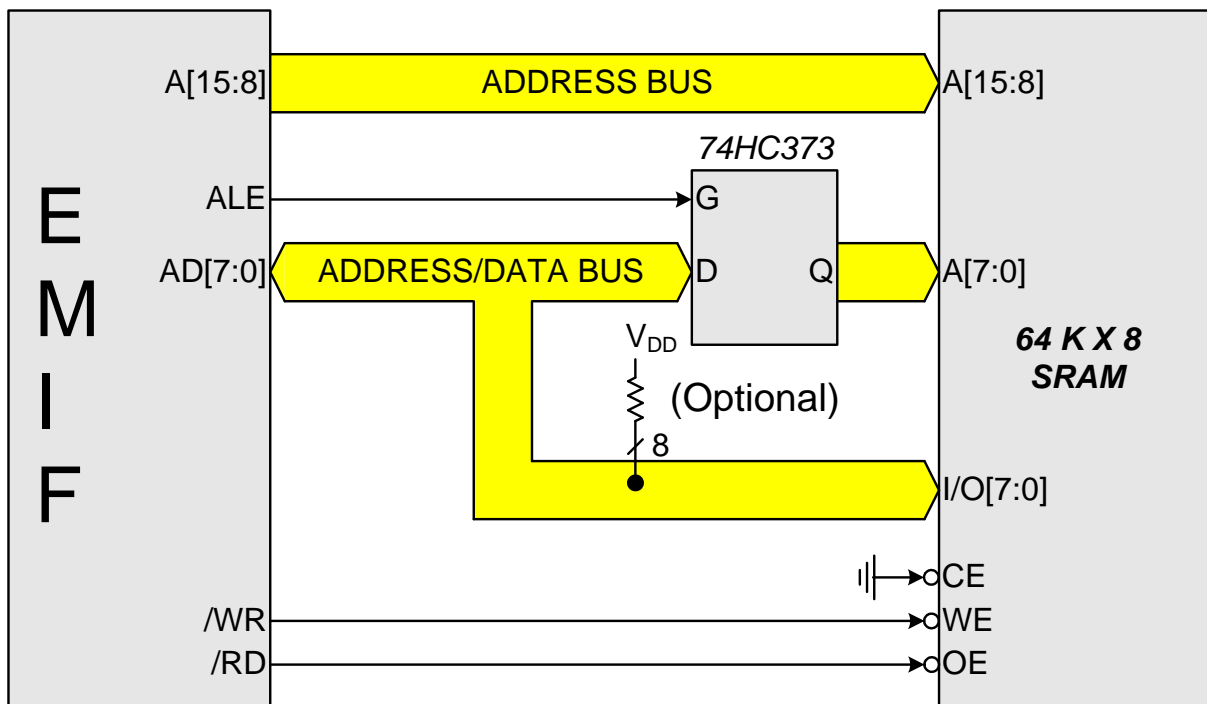 A[15:8]
ADDRESS BUS
A[15:8]
74HC373
ALE
G
E
M
I
F
AD[7:0]
ADDRESS/DATA BUS
D
Q
A[7:0]
VDD
64 K X 8
SRAM
(Optional)
8
I/O[7:0]
CE
/WR
WE
/RD
OE